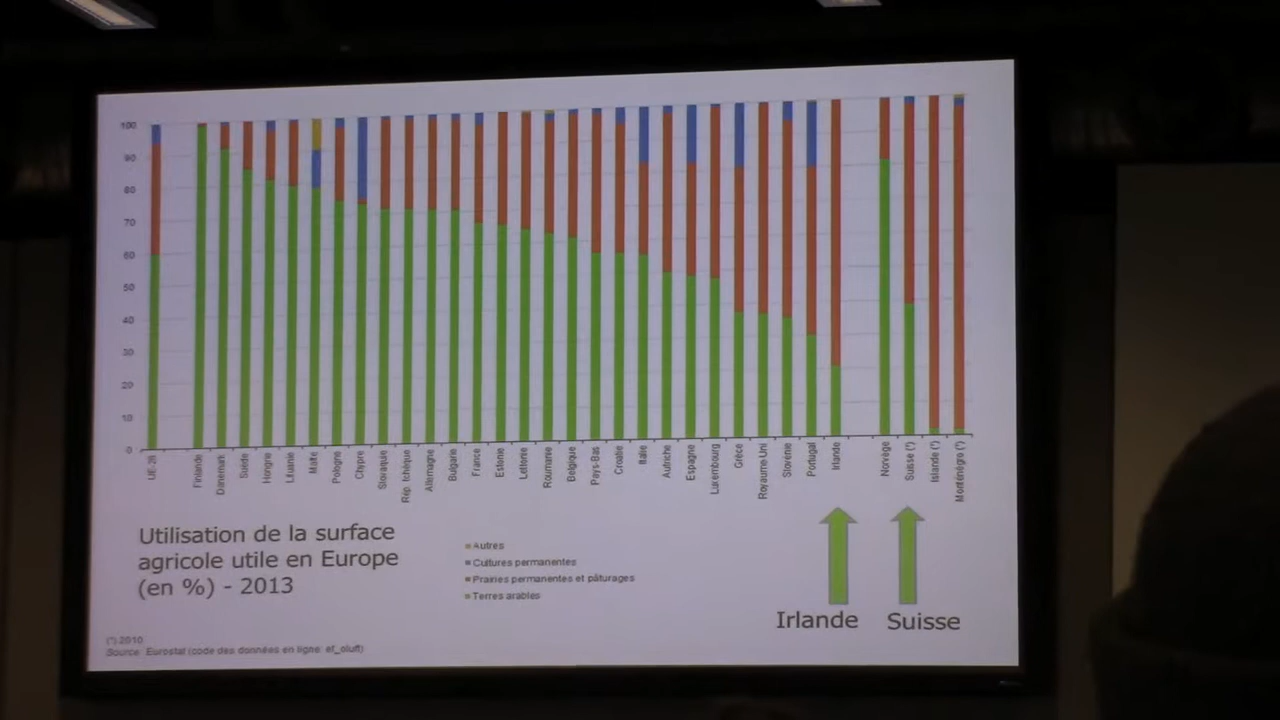 100
90
80
70
60
50
40
30
20
10
0
UE-28
Finlande
Danemark
Suède
Hongrie
Lituanie
Malte
Pologne
Chypre
Slovaquie
Rép. tchèque
Allemagne
Bulgarie
France
Estonie
Lettonie
Roumanie
Belgique
Pays-Bas
Croatie
Italie
Autriche
Espagne
Luxembourg
Grèce
Royaume-Uni
Slovénie
Portugal
Irlande
Norvège
Suisse (*)
Islande (*)
Monténégro (*)
Utilisation de la surface
agricole utile en Europe
(en %) - 2013
Autres
Cultures permanentes
Prairies permanentes et pâturages
Terres arables
Irlande
Suisse
(*) 2010
Source: Eurostat (code des données en ligne: ef_oluft)